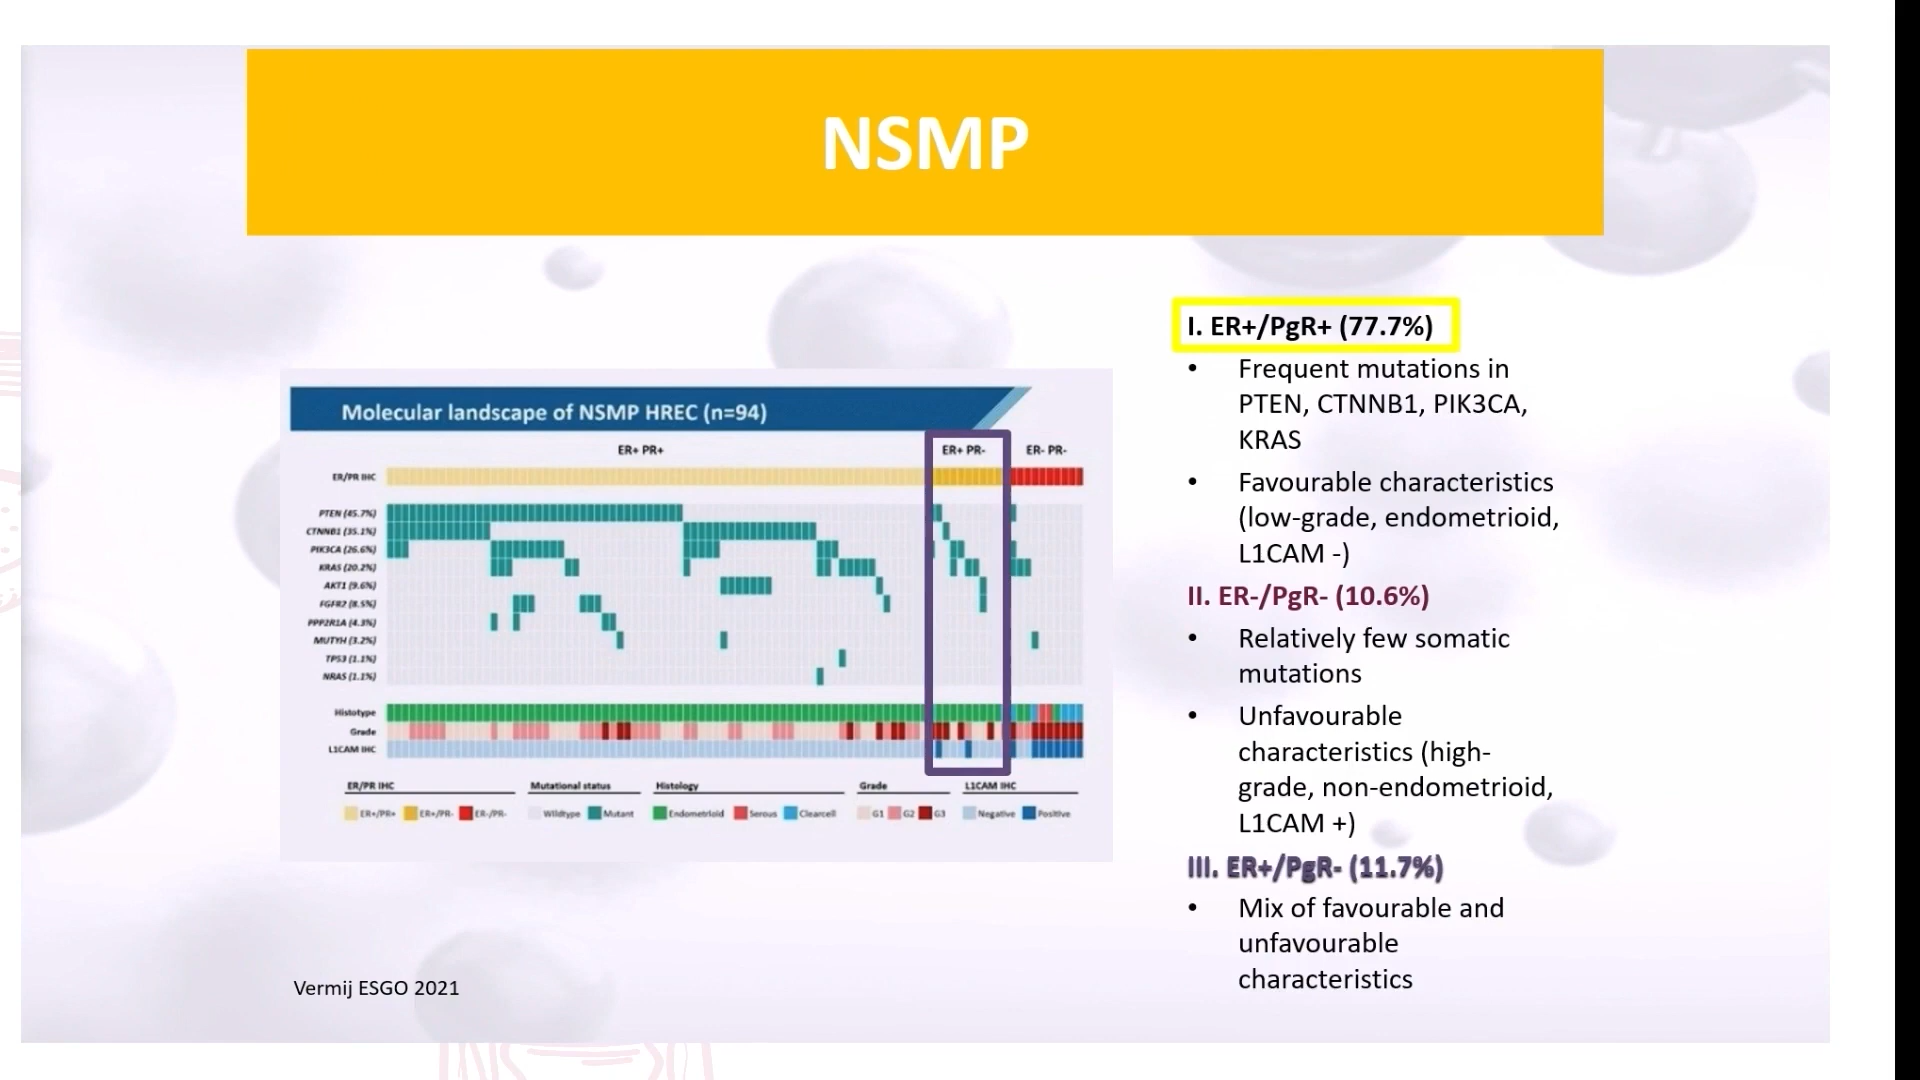 NSMP
Molecular landscape of NSMP HREC (n=94)
ER+ PR+
ER+ PR-
ER- PR-
ER/PR IHC
PTEN (45.7%)
CTNNB1 (35.1%)
PIK3CA (26.6%)
KRAS (20.2%)
AKT1 (9.6%)
FGFR2 (8.5%)
PPP2R1A (4.3%)
MUTYH (3.2%)
TP53 (1.1%)
NRAS (1.1%)
Histotype
Grade
L1CAM IHC
ER/PR IHC
Mutational status
Histology
Grade
L1CAM IHC
ER+/PR+ ER+/PR- ER-/PR-
Wildtype Mutant
Endometrioid Serous Clearcell
G1 G2 G3
Negative Positive
I. ER+/PgR+ (77.7%)
• Frequent mutations in
PTEN, CTNNB1, PIK3CA,
KRAS
• Favourable characteristics
(low-grade, endometrioid,
L1CAM -)
II. ER-/PgR- (10.6%)
• Relatively few somatic
mutations
• Unfavourable
characteristics (high-
grade, non-endometrioid,
L1CAM +)
III. ER+/PgR- (11.7%)
• Mix of favourable and
unfavourable
characteristics
Vermij ESGO 2021